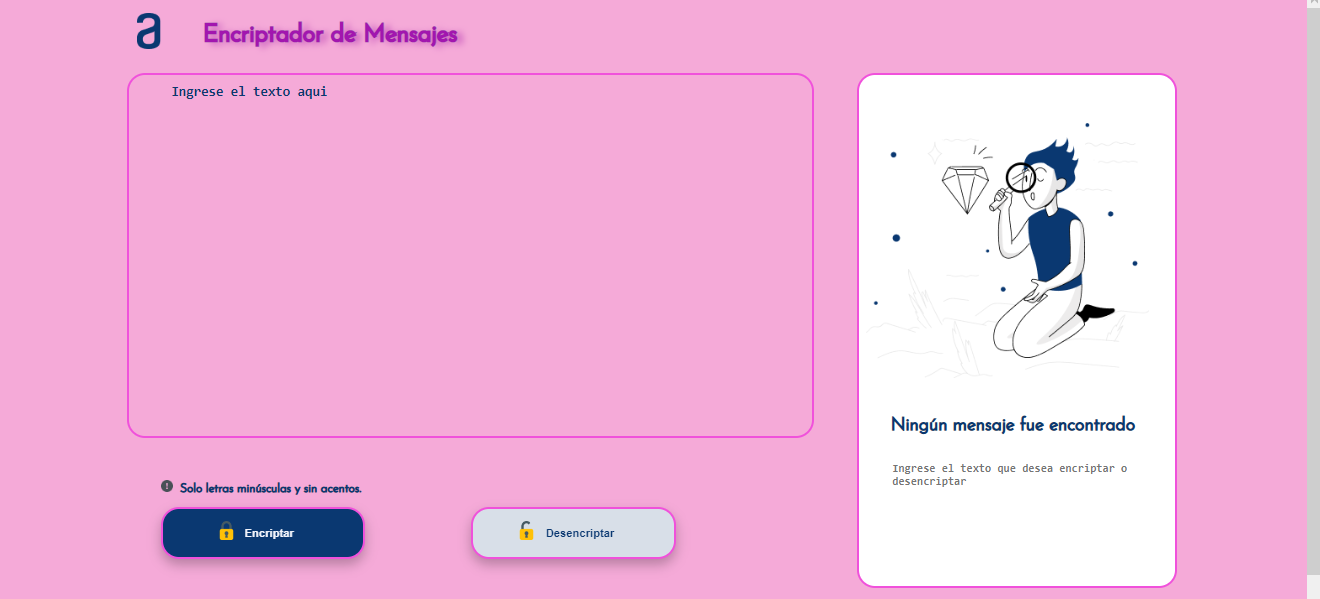 a
Encriptador de Mensajes
Ingrese el texto aqui
Solo letras minúsculas y sin acentos.
Encriptar
Desencriptar
Ningún mensaje fue encontrado
Ingrese el texto que desea encriptar o
desencriptar